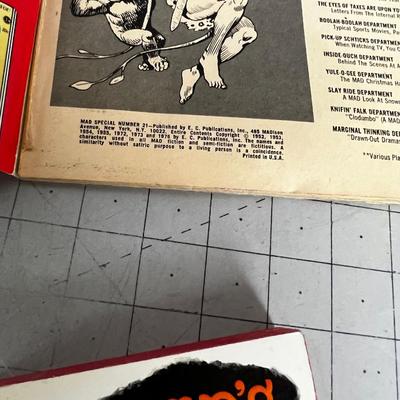 THE EYES OF TAXES ARE UPON YOU
Letters From The Internal R
BOOLAH-BOOLAH DEPARTMENT
Typical Sports Movies, Pa
PICK-UP SCHTICKS DEPARTMENT
When Watching TV, You C
INSIDE-OUCH DEPARTMENT
Behind The Scenes At A
YULE-O-GEE DEPARTMENT
The MAD Christmas H
SLAY RIDE DEPARTMENT
A MAD Look At Snow
KNIFIN' FALK DEPARTMENT
"Clodumbo" (A MA
MARGINAL THINKING DE
"Drawn-Out Dramas
**Various Pla
MAD SPECIAL NUMBER 21—Published by E. C. Publications, Inc., 485 MADison
Avenue, New York, N.Y. 10022. Entire Contents Copyright © 1952, 1953,
1954, 1955, 1972, 1973 and 1976 by E. C. Publications, Inc. The names and
characters used in all MAD fiction and semi-fiction are fictitious. A
similarity without satiric purpose to a living person is a coincidence.
Printed in U.S.A.